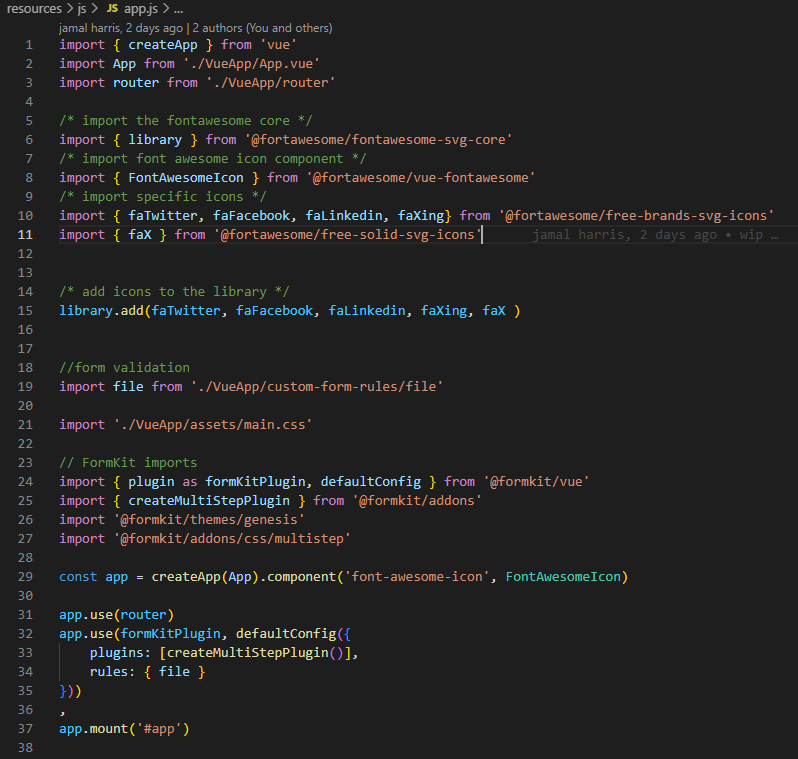 resources > js > JS app.js > ...
jamal harris, 2 days ago | 2 authors (You and others)
1 import { createApp } from 'vue'
2 import App from './VueApp/App.vue'
3 import router from './VueApp/router'
4
5 /* import the fontawesome core */
6 import { library } from '@fortawesome/fontawesome-svg-core'
7 /* import font awesome icon component */
8 import { FontAwesomeIcon } from '@fortawesome/vue-fontawesome'
9 /* import specific icons */
10 import { faTwitter, faFacebook, faLinkedin, faXing} from '@fortawesome/free-brands-svg-icons'
11 import { faX } from '@fortawesome/free-solid-svg-icons' jamal harris, 2 days ago • wip …
12
13
14 /* add icons to the library */
15 library.add(faTwitter, faFacebook, faLinkedin, faXing, faX )
16
17
18 //form validation
19 import file from './VueApp/custom-form-rules/file'
20
21 import './VueApp/assets/main.css'
22
23 // FormKit imports
24 import { plugin as formKitPlugin, defaultConfig } from '@formkit/vue'
25 import { createMultiStepPlugin } from '@formkit/addons'
26 import '@formkit/themes/genesis'
27 import '@formkit/addons/css/multistep'
28
29 const app = createApp(App).component('font-awesome-icon', FontAwesomeIcon)
30
31 app.use(router)
32 app.use(formKitPlugin, defaultConfig({
33     plugins: [createMultiStepPlugin()],
34     rules: { file }
35 }))
36 ,
37 app.mount('#app')
38